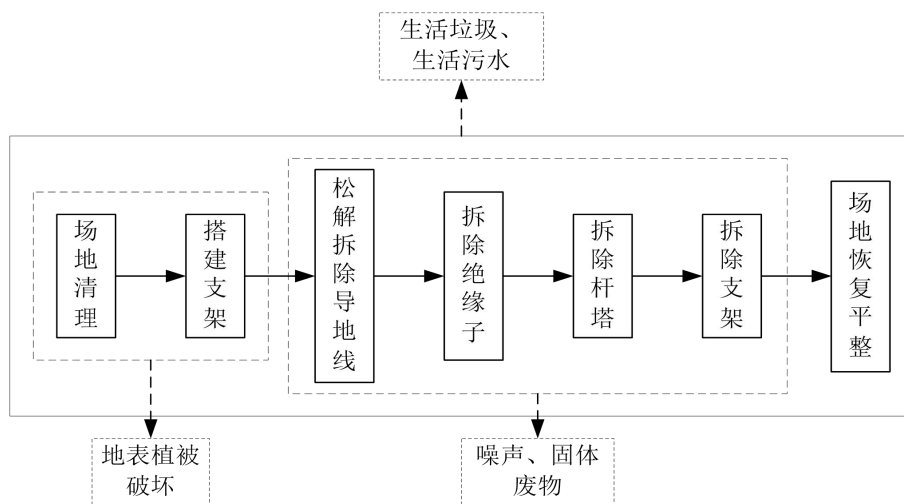 生活垃圾、
生活污水
场地清理
搭建支架
松解拆除导地线
拆除绝缘子
拆除杆塔
拆除支架
场地恢复平整
地表植被
破坏
噪声、固体
废物